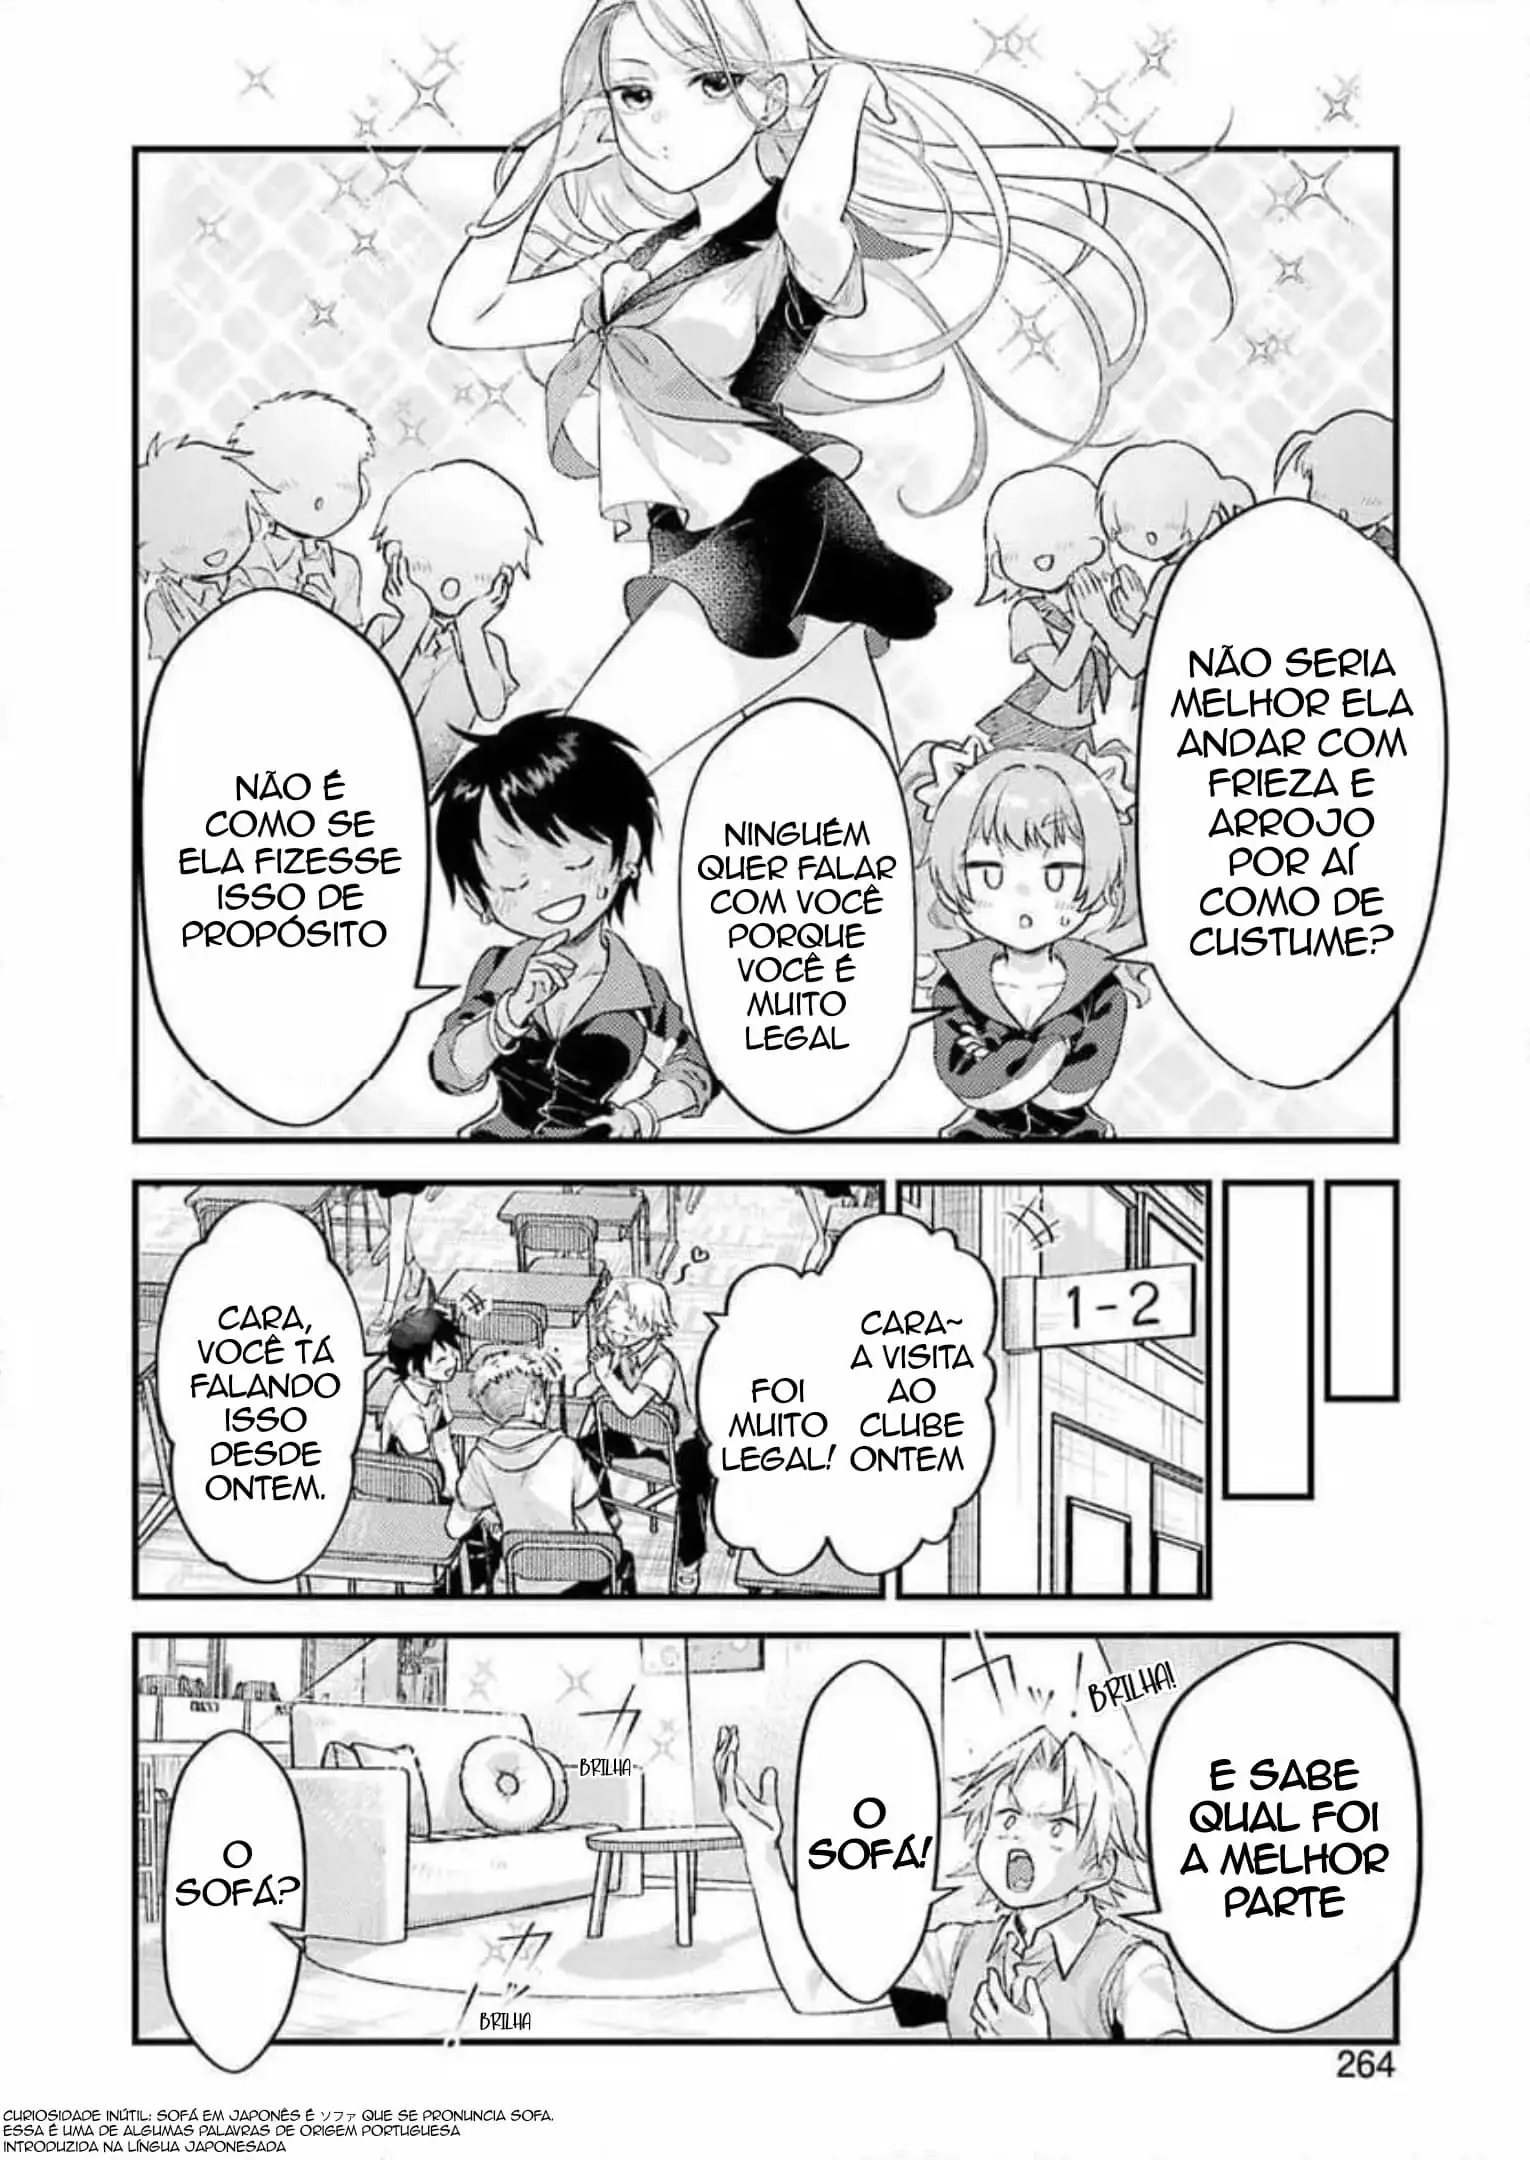 NÃO SERIA
MELHOR ELA
ANDAR COM
FRIEZA E
ARROJO
POR AÍ
COMO DE
CUSTUME?
NINGUÉM
QUER FALAR
COM VOCÊ
PORQUE
VOCÊ É
MUITO
LEGAL
NÃO É
COMO SE
ELA FIZESSE
ISSO DE
PROPÓSITO
1-2
CARA~
A VISITA
AO
CLUBE
ONTEM
FOI
MUITO
LEGAL!
CARA,
VOCÊ TÁ
FALANDO
ISSO
DESDE
ONTEM.
E SABE
QUAL FOI
A MELHOR
PARTE
BRILHA!
O
SOFÁ!
BRILHA
O
SOFÁ?
BRILHA
264
CURIOSIDADE INÚTIL: SOFÁ EM JAPONÊS É ソファ QUE SE PRONUNCIA SOFA.
ESSA É UMA DE ALGUMAS PALAVRAS DE ORIGEM PORTUGUESA
INTRODUZIDA NA LÍNGUA JAPONESADA